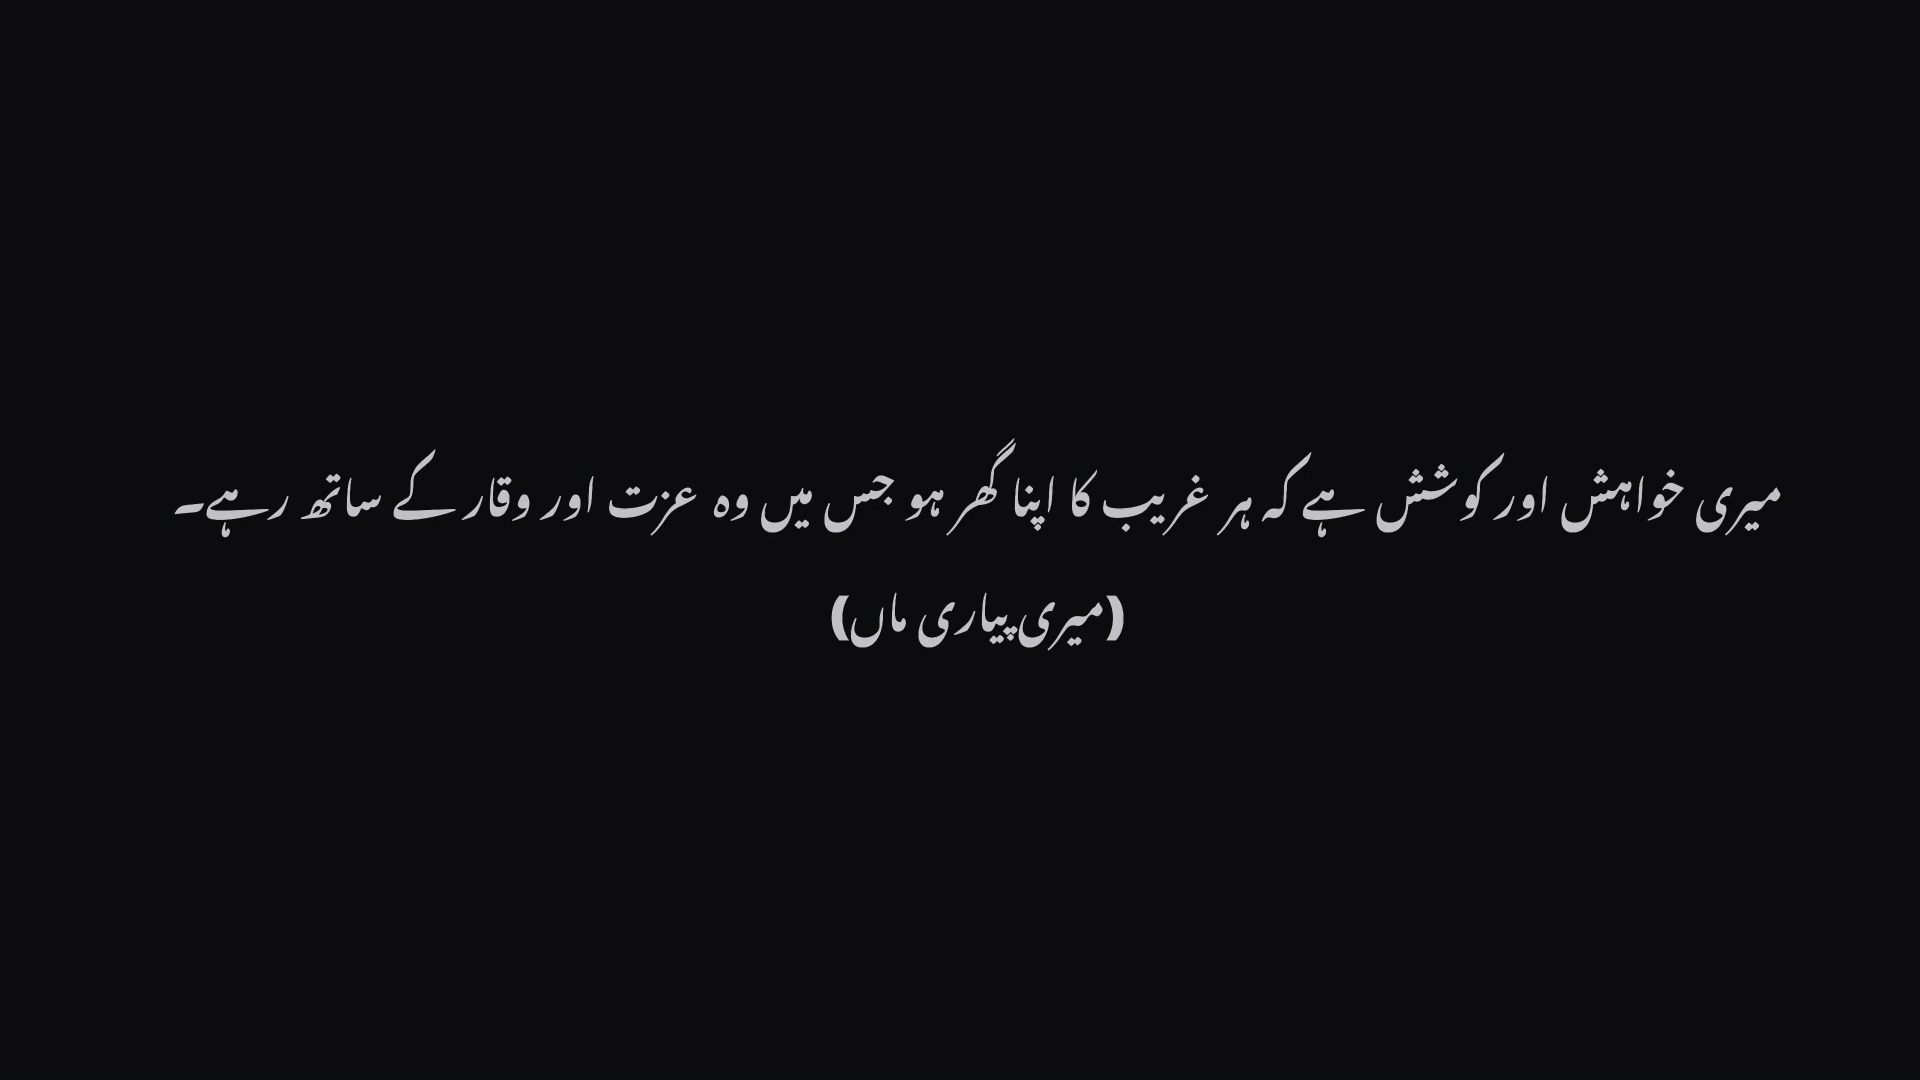 میری خواہش اور کوشش ہے کہ ہر غریب کا اپنا گھر ہو جس میں وہ عزت اور وقار کے ساتھ رہے۔
(میری پیاری ماں)